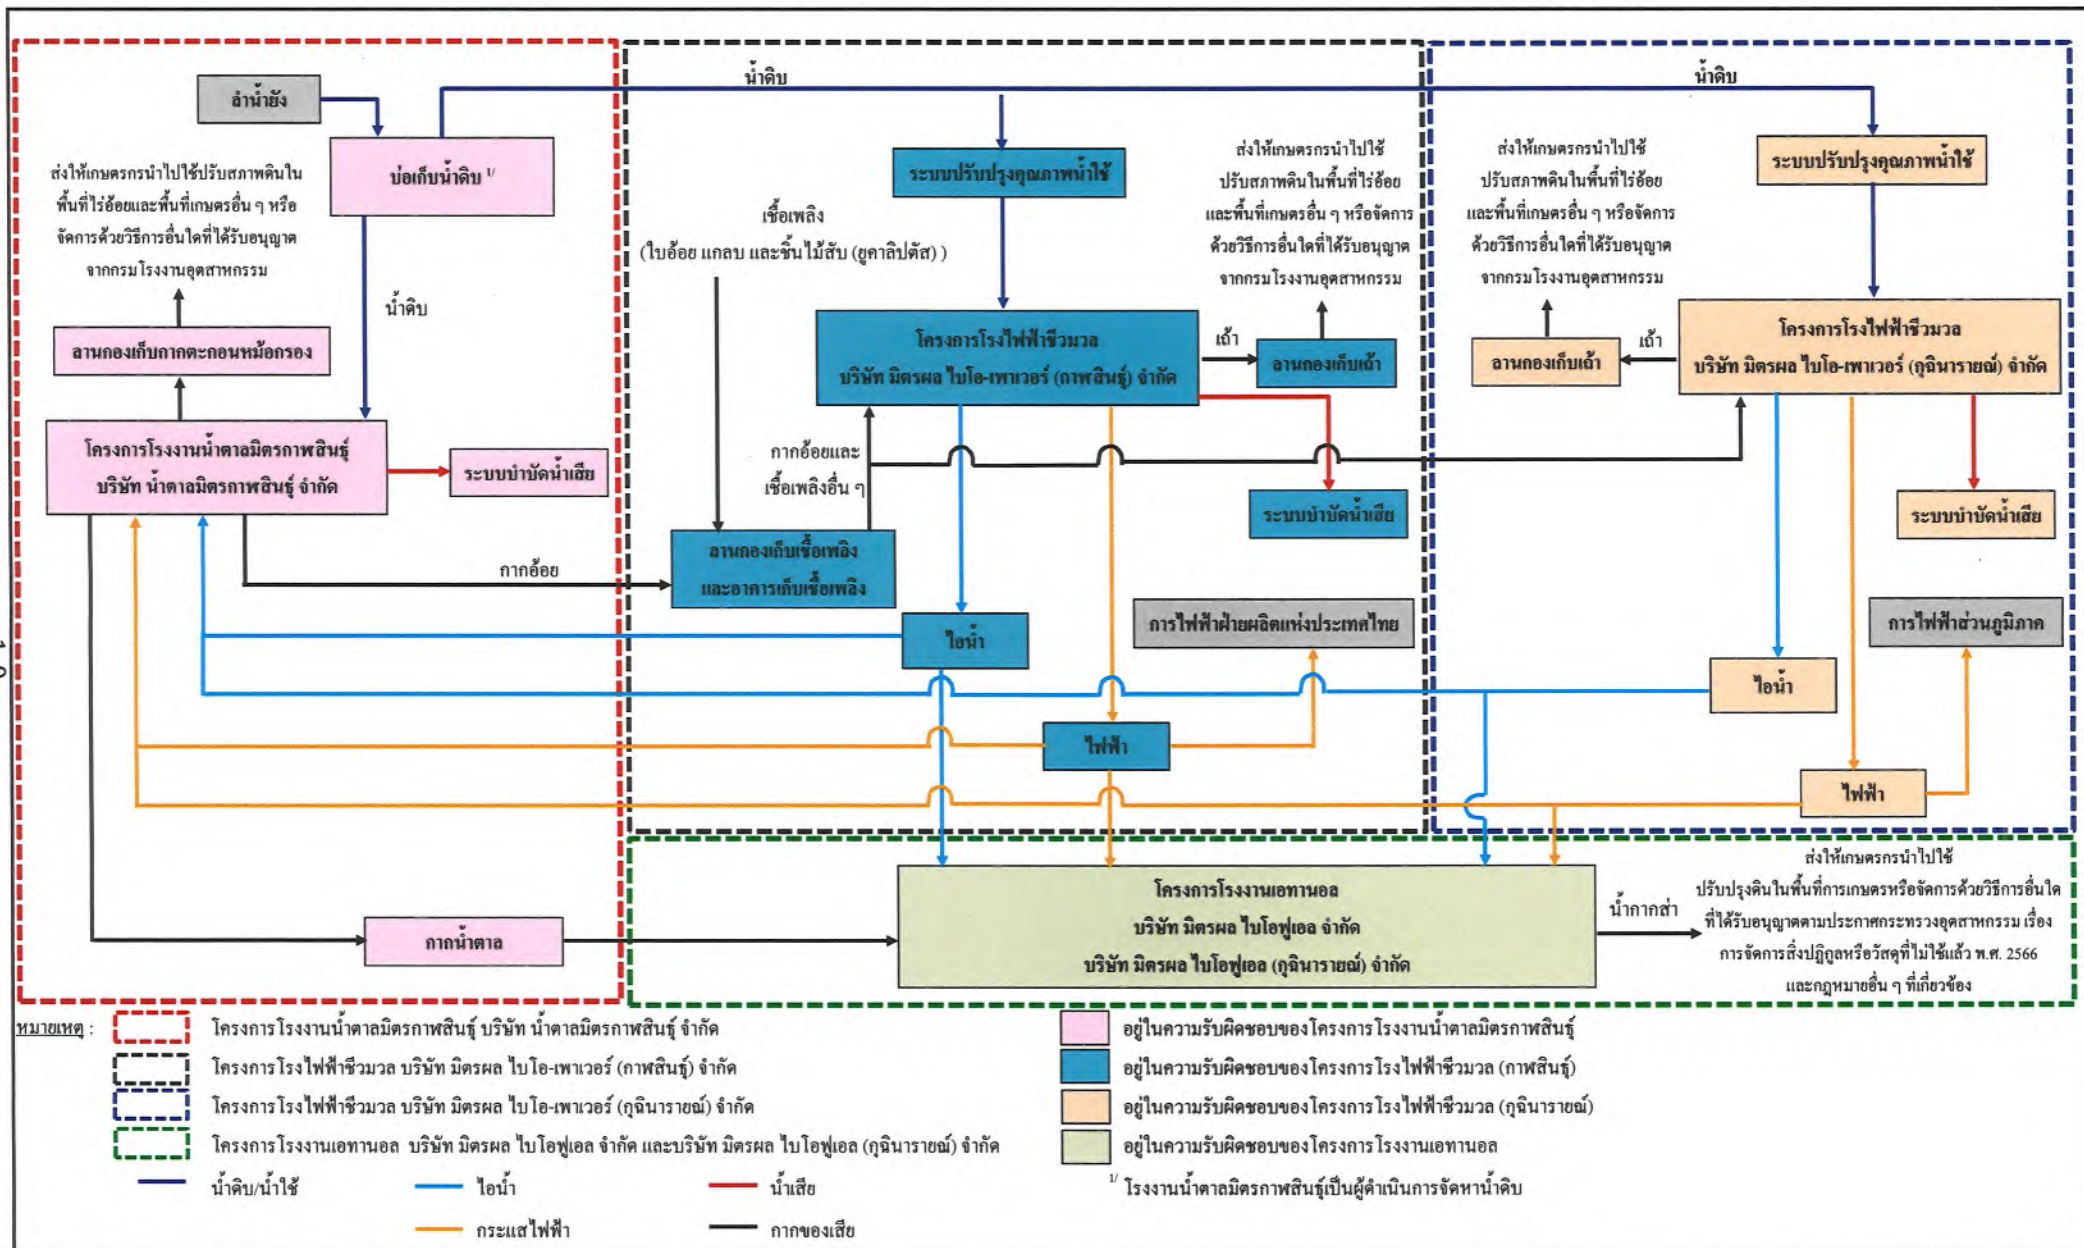 น้ำดิบ
น้ำดิบ
ลำน้ำยัง
บ่อเก็บน้ำดิบ 1/
ส่งให้เกษตรกรนำไปใช้ปรับสภาพดินใน
พื้นที่ไร่อ้อยและพื้นที่เกษตรอื่น ๆ หรือ
จัดการด้วยวิธีการอื่นใดที่ได้รับอนุญาต
จากกรมโรงงานอุตสาหกรรม
น้ำดิบ
ลานกองเก็บกากตะกอนหม้อกรอง
โครงการโรงงานน้ำตาลมิตรกาฬสินธุ์
บริษัท น้ำตาลมิตรกาฬสินธุ์ จำกัด
ระบบบำบัดน้ำเสีย
กากอ้อย
กากน้ำตาล
ระบบปรับปรุงคุณภาพน้ำใช้
เชื้อเพลิง
(ใบอ้อย แกลบ และชิ้นไม้สับ (ยูคาลิปตัส) )
ส่งให้เกษตรกรนำไปใช้
ปรับสภาพดินในพื้นที่ไร่อ้อย
และพื้นที่เกษตรอื่น ๆ หรือจัดการ
ด้วยวิธีการอื่นใดที่ได้รับอนุญาต
จากกรมโรงงานอุตสาหกรรม
โครงการโรงไฟฟ้าชีวมวล
บริษัท มิตรผล ไบโอ-เพาเวอร์ (กาฬสินธุ์) จำกัด
เถ้า
ลานกองเก็บเถ้า
กากอ้อยและ
เชื้อเพลิงอื่น ๆ
ระบบบำบัดน้ำเสีย
ลานกองเก็บเชื้อเพลิง
และอาคารเก็บเชื้อเพลิง
ไอน้ำ
การไฟฟ้าฝ่ายผลิตแห่งประเทศไทย
ไฟฟ้า
ระบบปรับปรุงคุณภาพน้ำใช้
ส่งให้เกษตรกรนำไปใช้
ปรับสภาพดินในพื้นที่ไร่อ้อย
และพื้นที่เกษตรอื่น ๆ หรือจัดการ
ด้วยวิธีการอื่นใดที่ได้รับอนุญาต
จากกรมโรงงานอุตสาหกรรม
โครงการโรงไฟฟ้าชีวมวล
บริษัท มิตรผล ไบโอ-เพาเวอร์ (กุฉินารายณ์) จำกัด
เถ้า
ลานกองเก็บเถ้า
ระบบบำบัดน้ำเสีย
การไฟฟ้าส่วนภูมิภาค
ไอน้ำ
ไฟฟ้า
โครงการโรงงานเอทานอล
บริษัท มิตรผล ไบโอฟูเอล จำกัด
บริษัท มิตรผล ไบโอฟูเอล (กุฉินารายณ์) จำกัด
น้ำกากส่า
ส่งให้เกษตรกรนำไปใช้
ปรับปรุงดินในพื้นที่การเกษตรหรือจัดการด้วยวิธีการอื่นใด
ที่ได้รับอนุญาตตามประกาศกระทรวงอุตสาหกรรม เรื่อง
การจัดการสิ่งปฏิกูลหรือวัสดุที่ไม่ใช้แล้ว พ.ศ. 2566
และกฎหมายอื่น ๆ ที่เกี่ยวข้อง
หมายเหตุ :
โครงการโรงงานน้ำตาลมิตรกาฬสินธุ์ บริษัท น้ำตาลมิตรกาฬสินธุ์ จำกัด
โครงการโรงไฟฟ้าชีวมวล บริษัท มิตรผล ไบโอ-เพาเวอร์ (กาฬสินธุ์) จำกัด
โครงการโรงไฟฟ้าชีวมวล บริษัท มิตรผล ไบโอ-เพาเวอร์ (กุฉินารายณ์) จำกัด
โครงการโรงงานเอทานอล บริษัท มิตรผล ไบโอฟูเอล จำกัด และบริษัท มิตรผล ไบโอฟูเอล (กุฉินารายณ์) จำกัด
น้ำดิบ/น้ำใช้
ไอน้ำ
น้ำเสีย
กระแสไฟฟ้า
กากของเสีย
อยู่ในความรับผิดชอบของโครงการโรงงานน้ำตาลมิตรกาฬสินธุ์
อยู่ในความรับผิดชอบของโครงการโรงไฟฟ้าชีวมวล (กาฬสินธุ์)
อยู่ในความรับผิดชอบของโครงการโรงไฟฟ้าชีวมวล (กุฉินารายณ์)
อยู่ในความรับผิดชอบของโครงการโรงงานเอทานอล
1/ โรงงานน้ำตาลมิตรกาฬสินธุ์เป็นผู้ดำเนินการจัดหาน้ำดิบ